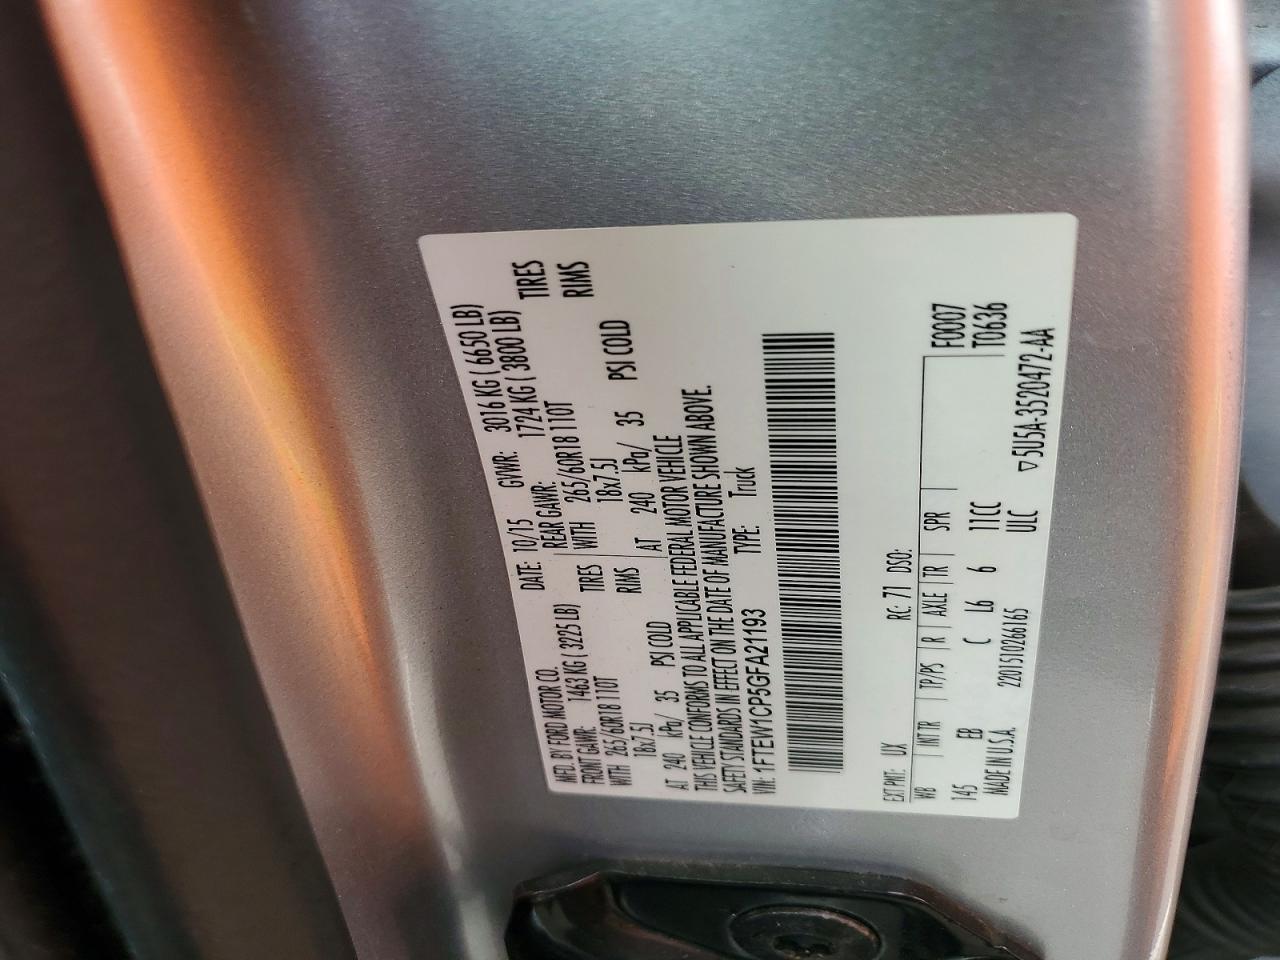 MFD. BY FORD MOTOR CO.
DATE: 10/15 GVWR: 3016 KG ( 6650 LB)
FRONT GAWR: 1463 KG ( 3225 LB) REAR GAWR: 1724 KG ( 3800 LB)
WITH 265/60R18 110T TIRES WITH 265/60R18 110T TIRES
18x7.5J RIMS 18x7.5J RIMS
AT 240 kPa/ 35 PSI COLD AT 240 kPa/ 35 PSI COLD
THIS VEHICLE CONFORMS TO ALL APPLICABLE FEDERAL MOTOR VEHICLE
SAFETY STANDARDS IN EFFECT ON THE DATE OF MANUFACTURE SHOWN ABOVE.
VIN: 1FTEW1CP5GFA21193 TYPE: Truck
EXT PNT: UX RC: 71 DSO:
WB INT TR TP/PS R AXLE TR SPR F0007
145 EB C L6 6 11CC T0636
MADE IN U.S.A. 2201510266165 ULC ▽5U5A-3520472-AA